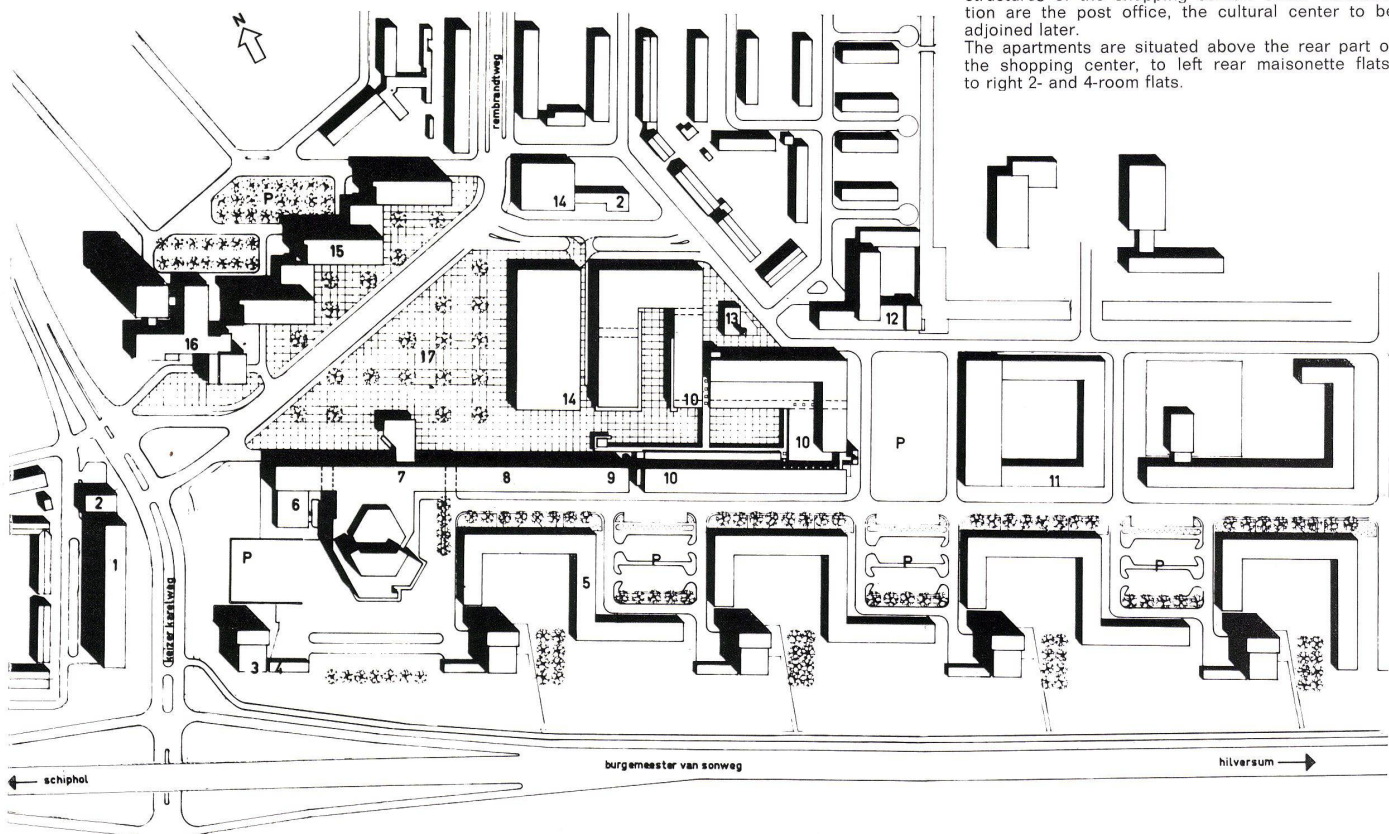 tion are the post office, the cultural center to be
adjoined later.
The apartments are situated above the rear part o
the shopping center, to left rear maisonette flats
to right 2- and 4-room flats.
N
rembrandtweg
P
14
2
15
13
12
16
17
14
10
10
P
7
8
9
10
11
2
6
1
P
5
P
P
P
keizer karelweg
3
4
burgemeester van sonweg
schiphol
hilversum